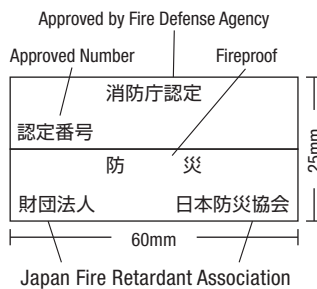 Approved by Fire Defense Agency
Approved Number Fireproof
消防庁認定
認定番号
防 災
財団法人 日本防災協会
25mm
60mm
Japan Fire Retardant Association